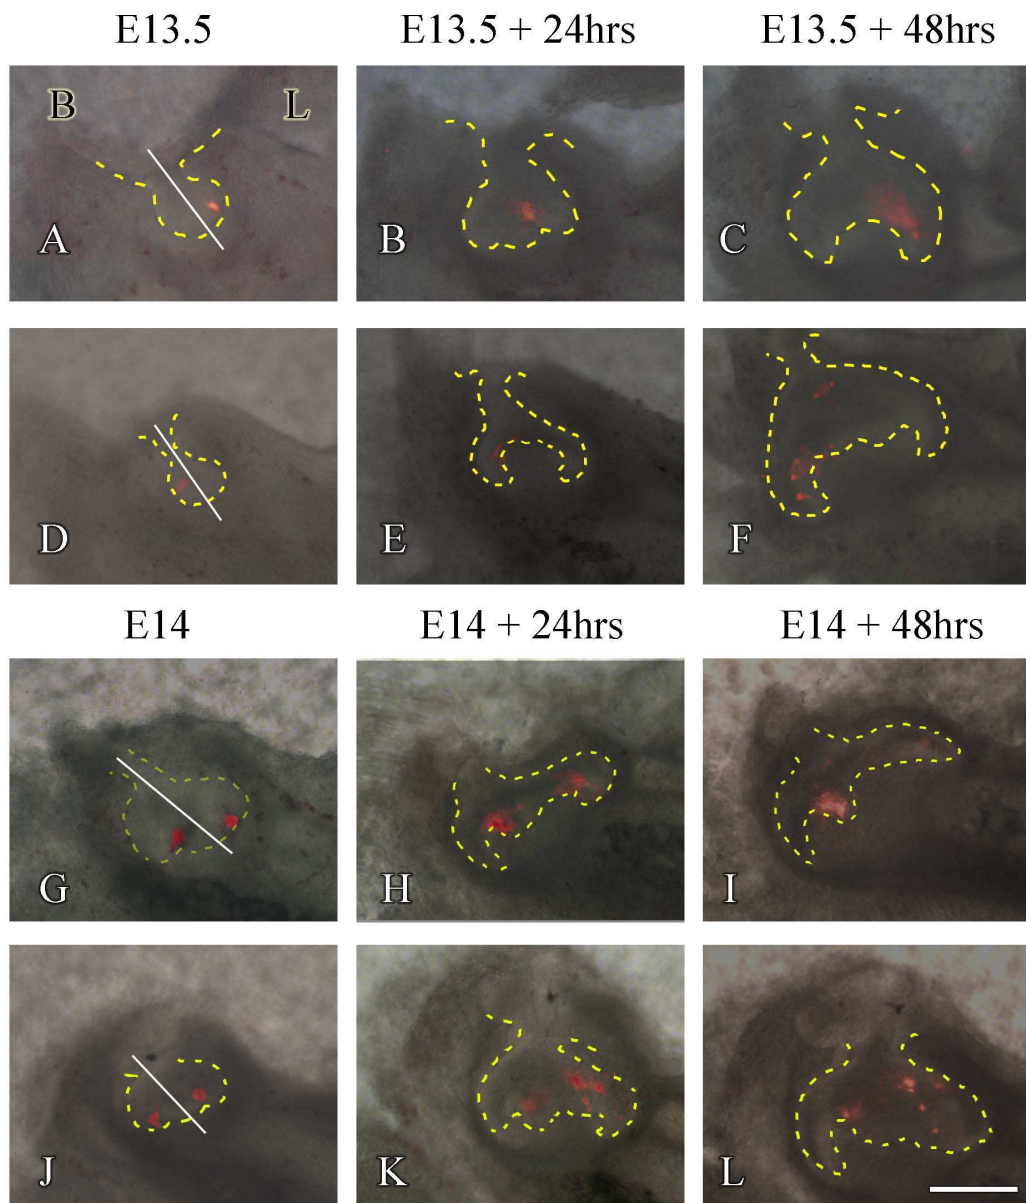 E13.5 E13.5 + 24hrs E13.5 + 48hrs
B L
A B C
D E F
E14 E14 + 24hrs E14 + 48hrs
G H I
J K L